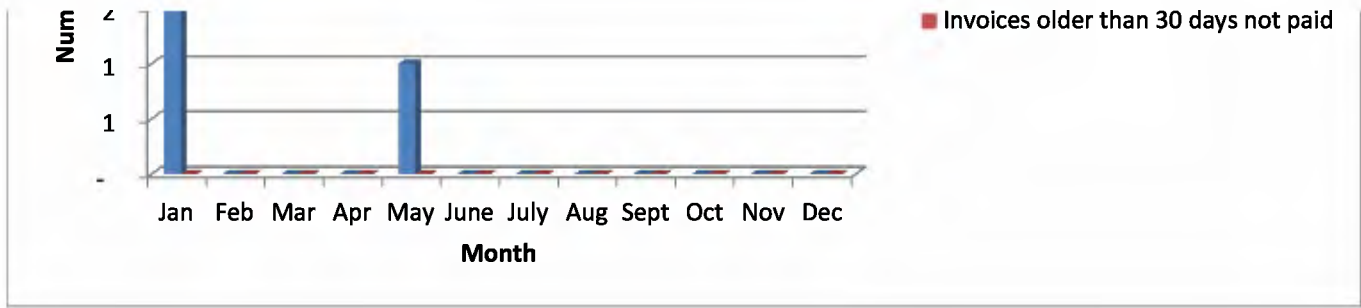 2
Num
Invoices older than 30 days not paid
1
1
-
Jan Feb Mar Apr May June July Aug Sept Oct Nov Dec
Month